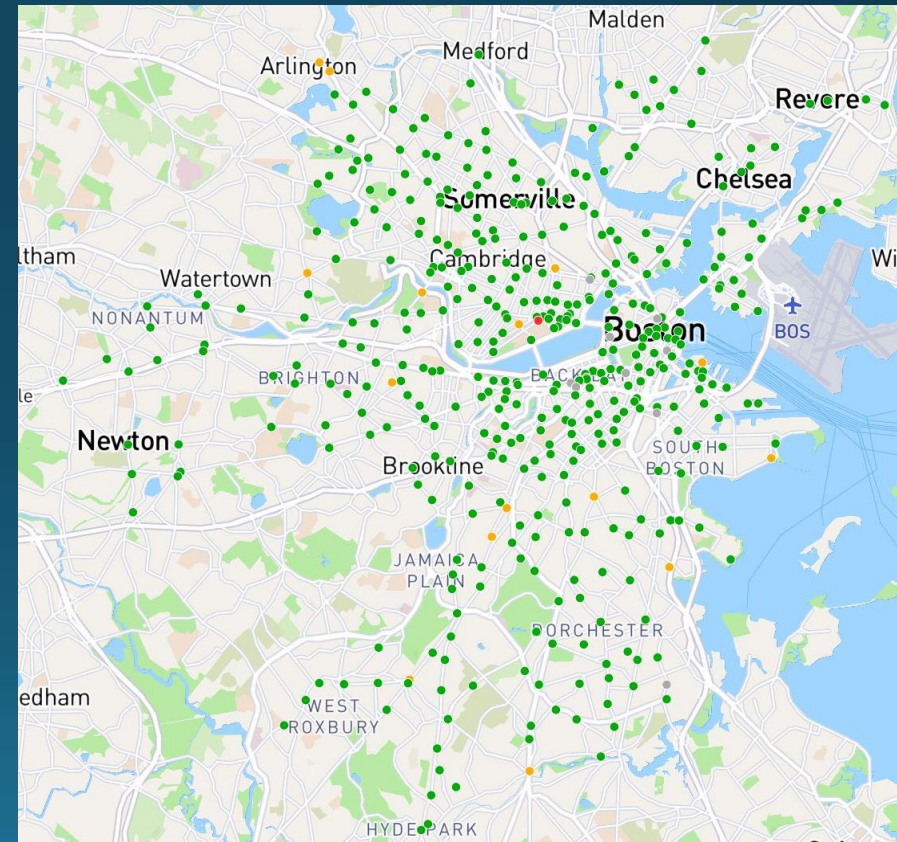 Malden
Medford
Arlington
Revere
Chelsea
Somerville
ltham
Cambridge
Wi
Watertown
NONANTUM
Boston
BOS
BRIGHTON
BACK BAY
le
Newton
SOUTH
BOSTON
Brookline
JAMAICA
PLAIN
DORCHESTER
edham
WEST
ROXBURY
HYDE PARK